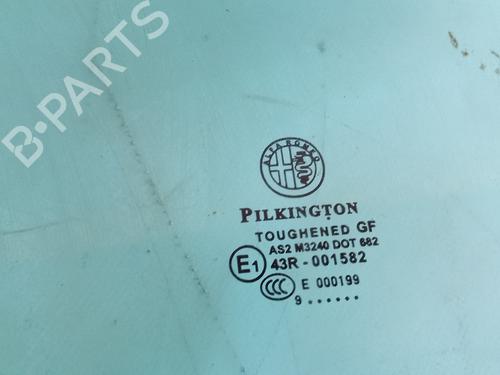 B-PARTS
ALFA ROMEO
PILKINGTON
TOUGHENED GF
AS2 M3240 DOT 682
E1 43R - 001582
CCC E 000199
9 ......